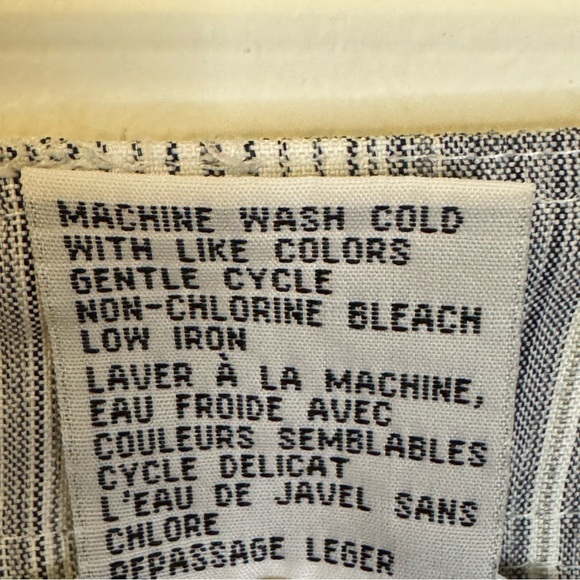 MACHINE WASH COLD
WITH LIKE COLORS
GENTLE CYCLE
NON-CHLORINE BLEACH
LOW IRON
LAVER À LA MACHINE,
EAU FROIDE AVEC
COULEURS SEMBLABLES
CYCLE DELICAT
L'EAU DE JAVEL SANS
CHLORE
REPASSAGE LEGER